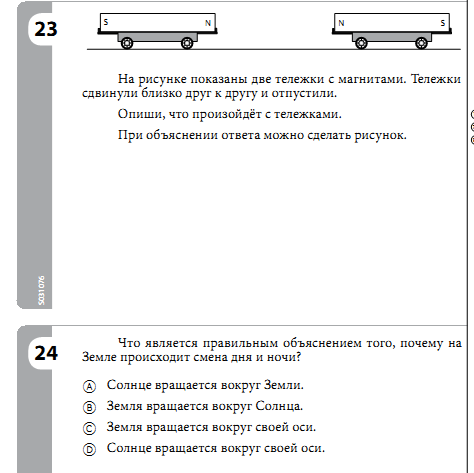 23
S N
N S
На рисунке показаны две тележки с магнитами. Тележки
сдвинули близко друг к другу и отпустили.
Опиши, что произойдёт с тележками.
При объяснении ответа можно сделать рисунок.
S031076
24
Что является правильным объяснением того, почему на
Земле происходит смена дня и ночи?
A Солнце вращается вокруг Земли.
B Земля вращается вокруг Солнца.
C Земля вращается вокруг своей оси.
D Солнце вращается вокруг своей оси.